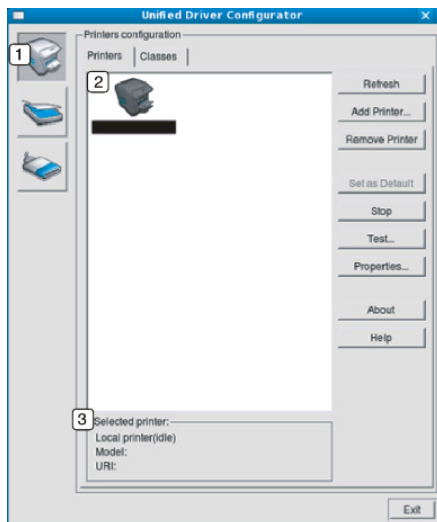 Unified Driver Configurator
Printers configuration
1
Printers
Classes
2
Refresh
Add Printer...
Remove Printer
Set as Default
Stop
Test...
Properties...
About
Help
3
Selected printer:
Local printer(idle)
Model:
URI:
Exit